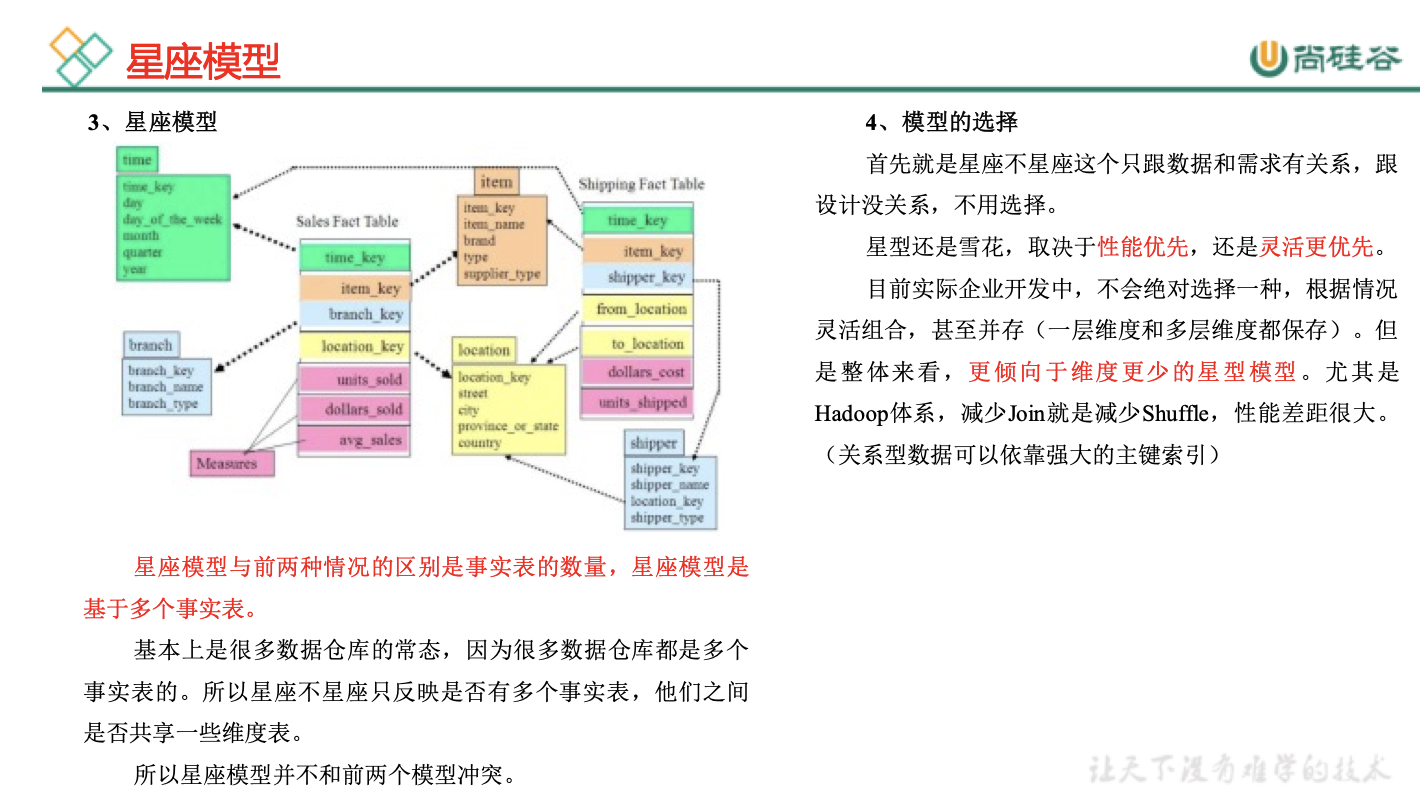 星座模型
尚硅谷
3、星座模型
time
time_key
day
day_of_the_week
month
quarter
year
Sales Fact Table
time_key
item_key
branch_key
location_key
units_sold
dollars_sold
avg_sales
Measures
branch
branch_key
branch_name
branch_type
item
item_key
item_name
brand
type
supplier_type
location
location_key
street
city
province_or_state
country
Shipping Fact Table
time_key
item_key
shipper_key
from_location
to_location
dollars_cost
units_shipped
shipper
shipper_key
shipper_name
location_key
shipper_type
星座模型与前两种情况的区别是事实表的数量，星座模型是
基于多个事实表。
基本上是很多数据仓库的常态，因为很多数据仓库都是多个
事实表的。所以星座不星座只反映是否有多个事实表，他们之间
是否共享一些维度表。
所以星座模型并不和前两个模型冲突。
4、模型的选择
首先就是星座不星座这个只跟数据和需求有关系，跟
设计没关系，不用选择。
星型还是雪花，取决于性能优先，还是灵活更优先。
目前实际企业开发中，不会绝对选择一种，根据情况
灵活组合，甚至并存（一层维度和多层维度都保存）。但
是整体来看，更倾向于维度更少的星型模型。尤其是
Hadoop体系，减少Join就是减少Shuffle，性能差距很大。
（关系型数据可以依靠强大的主键索引）
让天下没有难学的技术